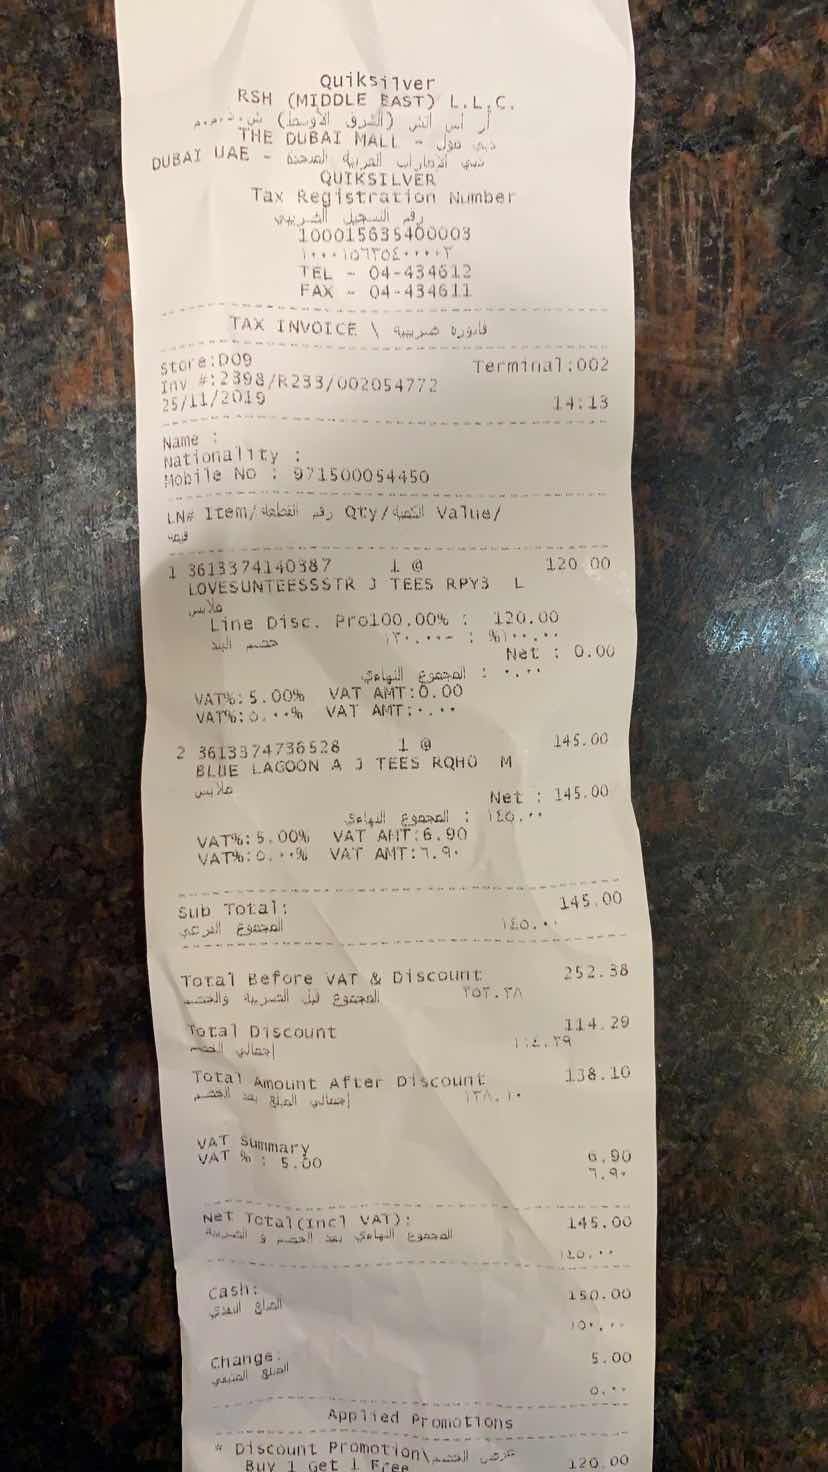 Quiksilver
RSH (MIDDLE EAST) L.L.C.
أر أس اتش (الشرق الأوسط) ش.ذ.م.م
THE DUBAI MALL - دبي مول
DUBAI UAE - دبي الامارات العربية المتحدة
QUIKSILVER
Tax Registration Number
رقم التسجيل الضريبي
100015635400003
١٠٠٠١٥٦٣٥٤٠٠٠٠٣
TEL - 04-434612
FAX - 04-434611
TAX INVOICE \ فاتورة ضريبية
Store:D09 Terminal:002
Inv #:2398/R233/002054772
25/11/2019 14:13
Name :
Nationality :
Mobile No : 971500054450
LN# Item/رقم القطعة Qty/الكمية Value/
قيمة
1 3613374140387 1 @ 120.00
LOVESUNTEESSSTR J TEES RPY3 L
ملابس
Line Disc. Pro100.00% : 120.00
حسم البند %١٠٠.٠٠ : -١٢٠.٠٠
Net : 0.00
المجموع النهاءي : ٠.٠٠
VAT%:5.00% VAT AMT:0.00
VAT%:٥.٠٠% VAT AMT:٠.٠٠
2 3613374736528 1 @ 145.00
BLUE LAGOON A J TEES RQH0 M
ملابس
Net : 145.00
المجموع النهاءي : ١٤٥.٠٠
VAT%:5.00% VAT AMT:6.90
VAT%:٥.٠٠% VAT AMT:٦.٩٠
Sub Total: 145.00
المجموع الفرعي ١٤٥.٠٠
Total Before VAT & Discount 252.38
المجموع قبل الضريبة والخصم ٢٥٢.٣٨
Total Discount 114.29
إجمالي الخصم ١١٤.٢٩
Total Amount After Discount 138.10
إجمالي المبلغ بعد الخصم ١٣٨.١٠
VAT Summary
VAT % : 5.00 6.90
٦.٩٠
Net Total(Incl VAT): 145.00
المجموع النهاءي بعد الخصم و الضريبة
١٤٥.٠٠
Cash: 150.00
المبلغ النقدي
١٥٠.٠٠
Change: 5.00
المبلغ المتبقي
٥.٠٠
Applied Promotions
* Discount Promotion\عرض الخصم
Buy 1 Get 1 Free 120.00